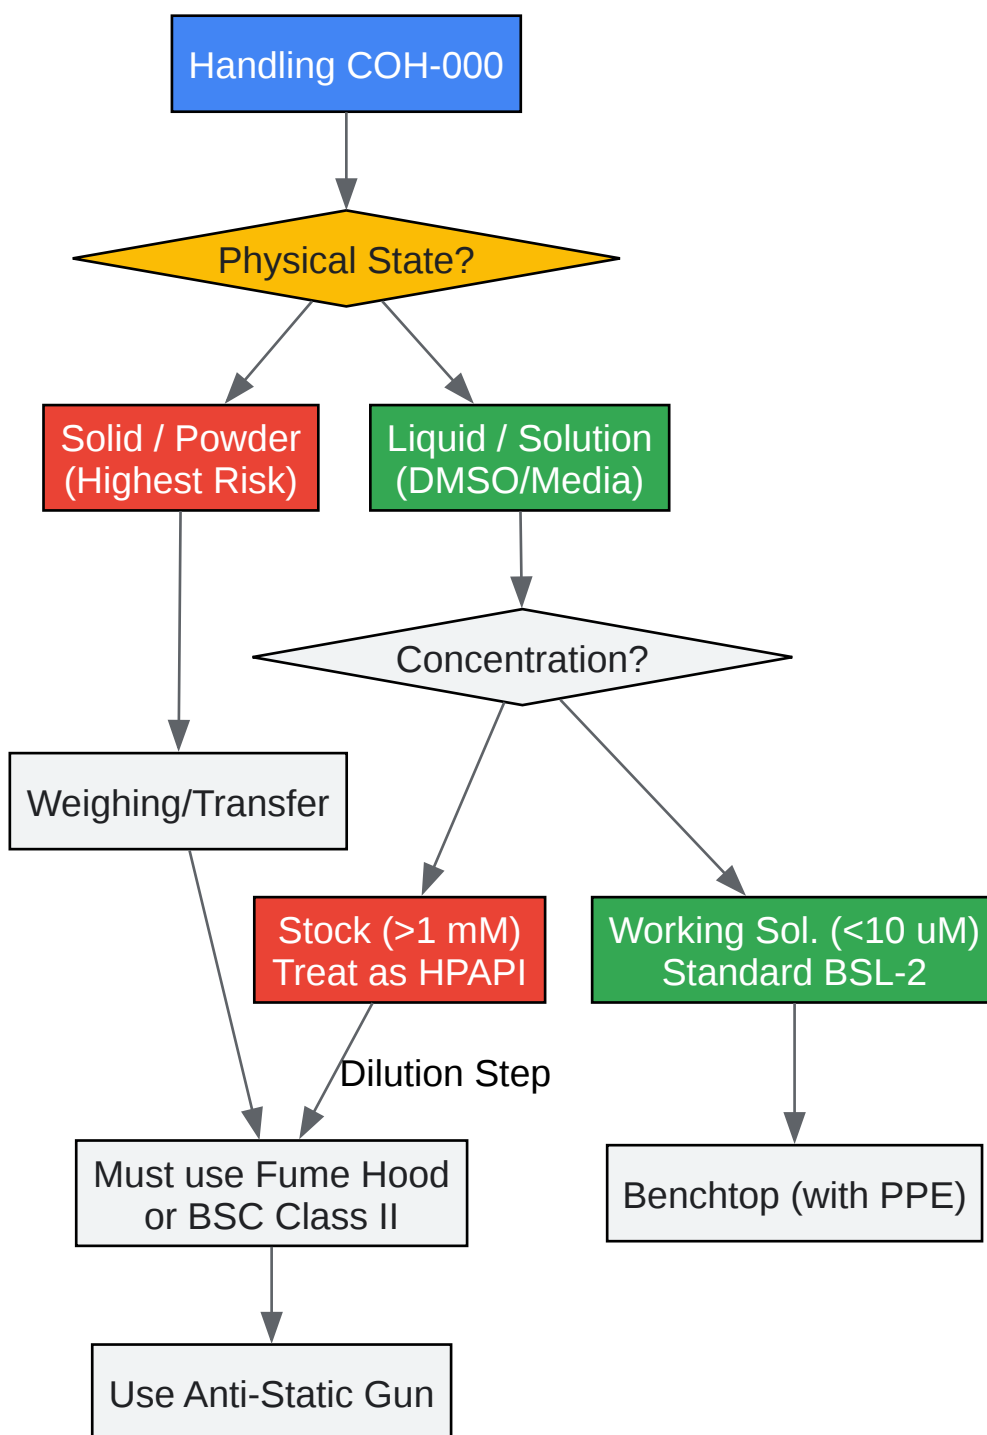 Handling COH-000
Physical State?
Solid / Powder
(Highest Risk)
Liquid / Solution
(DMSO/Media)
Concentration?
Weighing/Transfer
Stock (>1 mM)
Treat as HPAPI
Working Sol. (<10 uM)
Standard BSL-2
Dilution Step
Must use Fume Hood
or BSC Class II
Benchtop (with PPE)
Use Anti-Static Gun